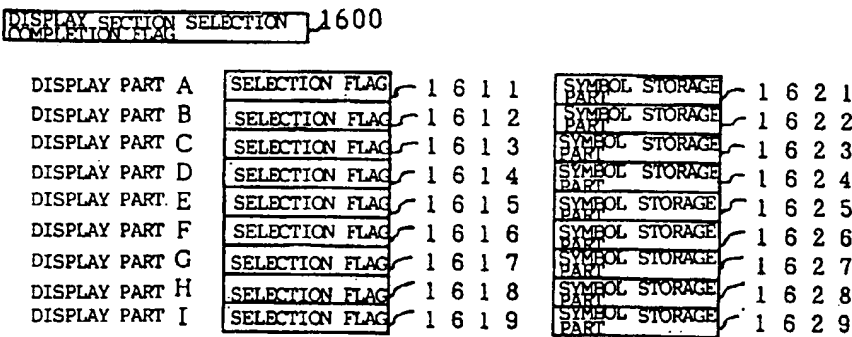 DISPLAY SECTION SELECTION
COMPLETION FLAG 1600
DISPLAY PART A SELECTION FLAG 1611 SYMBOL STORAGE PART 1621
DISPLAY PART B SELECTION FLAG 1612 SYMBOL STORAGE PART 1622
DISPLAY PART C SELECTION FLAG 1613 SYMBOL STORAGE PART 1623
DISPLAY PART D SELECTION FLAG 1614 SYMBOL STORAGE PART 1624
DISPLAY PART E SELECTION FLAG 1615 SYMBOL STORAGE PART 1625
DISPLAY PART F SELECTION FLAG 1616 SYMBOL STORAGE PART 1626
DISPLAY PART G SELECTION FLAG 1617 SYMBOL STORAGE PART 1627
DISPLAY PART H SELECTION FLAG 1618 SYMBOL STORAGE PART 1628
DISPLAY PART I SELECTION FLAG 1619 SYMBOL STORAGE PART 1629